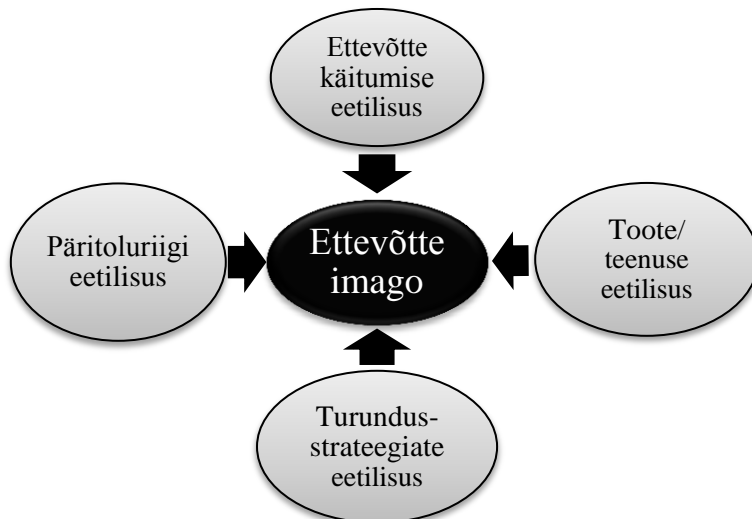 Ettevõtte
käitumise
eetilisus
Päritoluriigi
eetilisus
Ettevõtte
imago
Toote/
teenuse
eetilisus
Turundus-
strateegiate
eetilisus